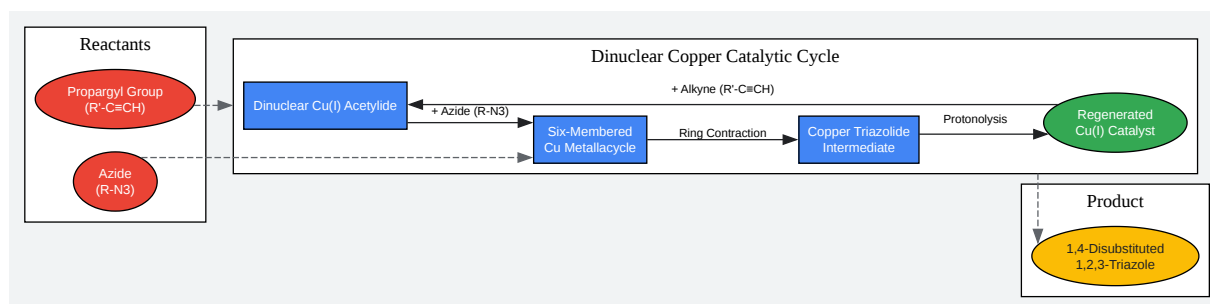 Reactants
Propargyl Group
(R'-C≡CH)
Azide
(R-N3)
Dinuclear Copper Catalytic Cycle
Dinuclear Cu(I) Acetylide
+ Alkyne (R'-C≡CH)
+ Azide (R-N3)
Six-Membered
Cu Metallacycle
Ring Contraction
Copper Triazolide
Intermediate
Protonolysis
Regenerated
Cu(I) Catalyst
Product
1,4-Disubstituted
1,2,3-Triazole